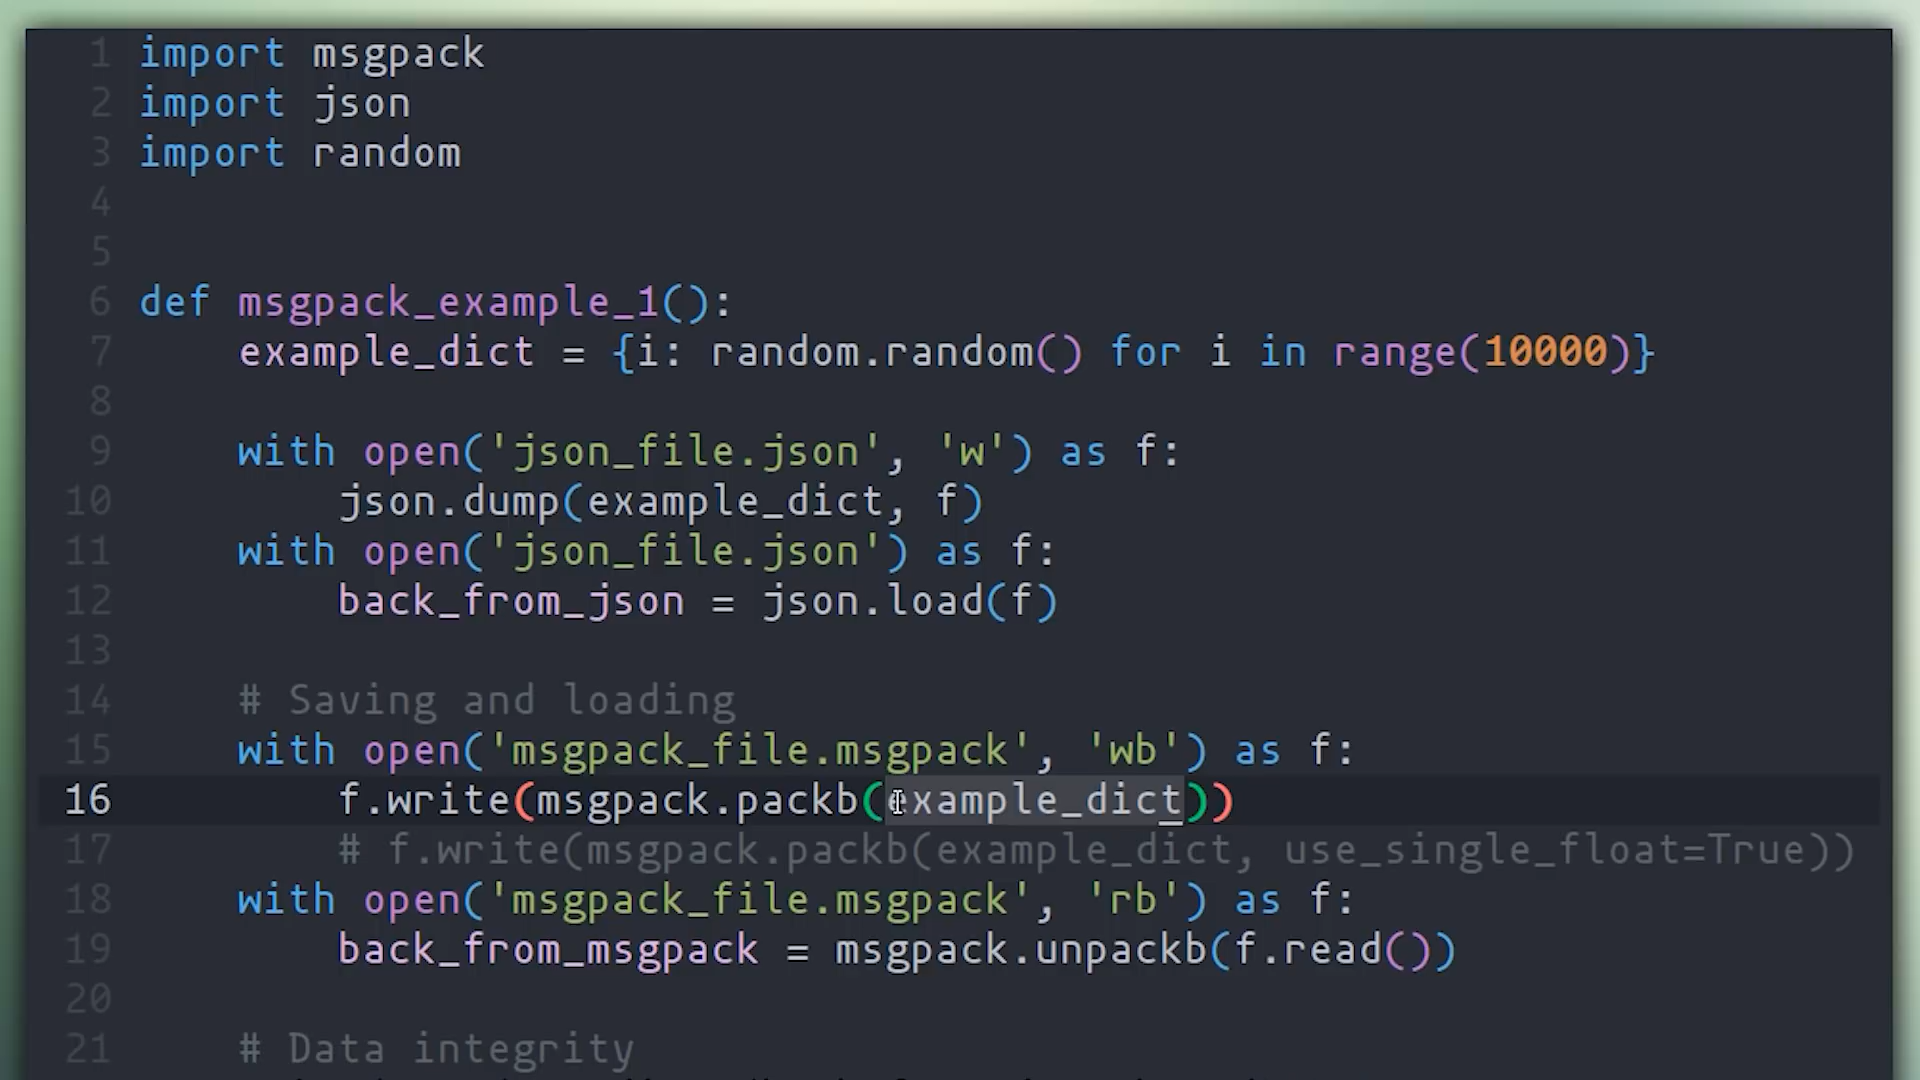 1 import msgpack
2 import json
3 import random
4
5
6 def msgpack_example_1():
7     example_dict = {i: random.random() for i in range(10000)}
8
9     with open('json_file.json', 'w') as f:
10         json.dump(example_dict, f)
11     with open('json_file.json') as f:
12         back_from_json = json.load(f)
13
14     # Saving and loading
15     with open('msgpack_file.msgpack', 'wb') as f:
16         f.write(msgpack.packb(example_dict))
17         # f.write(msgpack.packb(example_dict, use_single_float=True))
18     with open('msgpack_file.msgpack', 'rb') as f:
19         back_from_msgpack = msgpack.unpackb(f.read())
20
21     # Data integrity